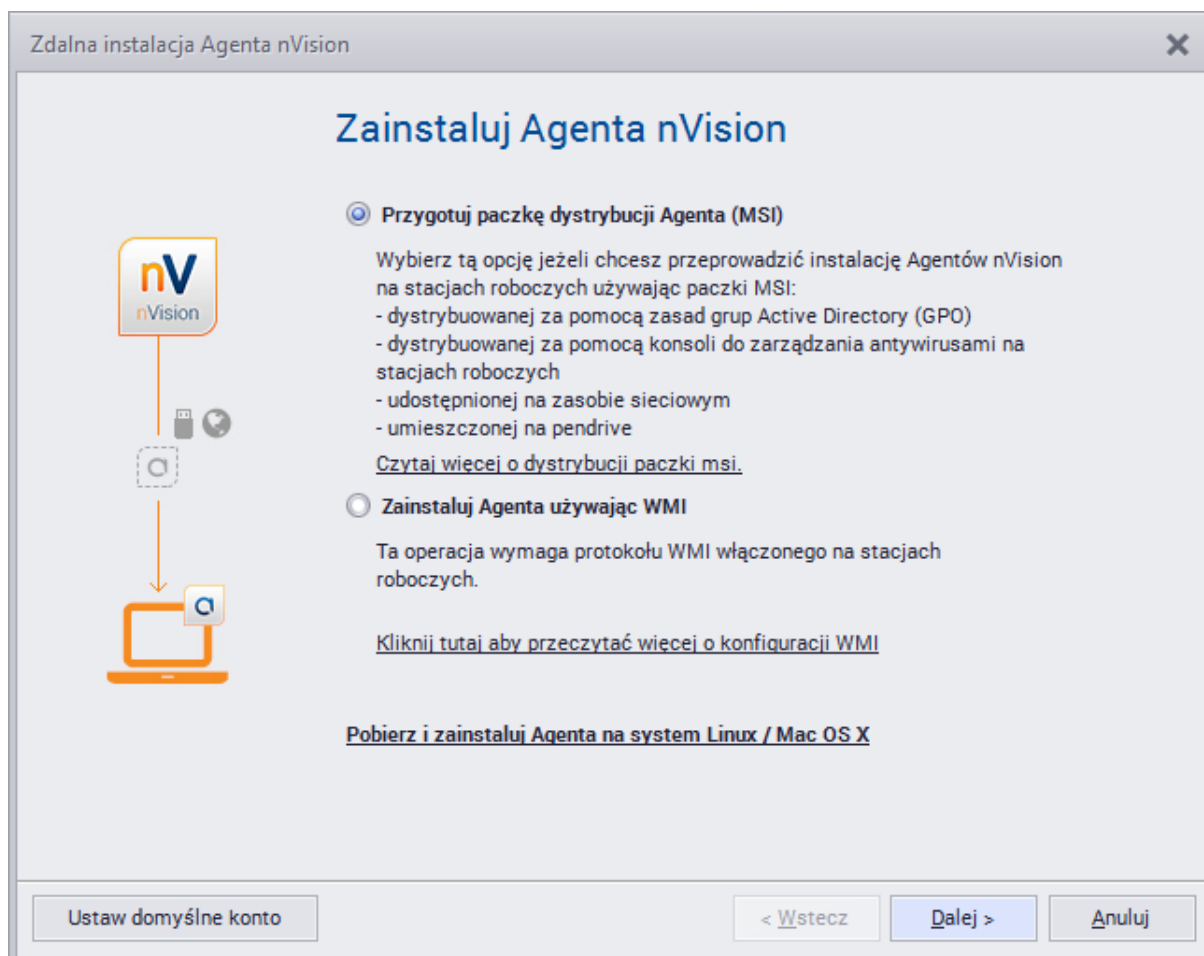 Zdalna instalacja Agenta nVision
Zainstaluj Agenta nVision
Przygotuj paczkę dystrybucji Agenta (MSI)
Wybierz tą opcję jeżeli chcesz przeprowadzić instalację Agentów nVision
na stacjach roboczych używając paczki MSI:
- dystrybuowanej za pomocą zasad grup Active Directory (GPO)
- dystrybuowanej za pomocą konsoli do zarządzania antywirusami na
stacjach roboczych
- udostępnionej na zasobie sieciowym
- umieszczonej na pendrive
Czytaj więcej o dystrybucji paczki msi.
nV
nVision
Zainstaluj Agenta używając WMI
Ta operacja wymaga protokołu WMI włączonego na stacjach
roboczych.
Kliknij tutaj aby przeczytać więcej o konfiguracji WMI
Pobierz i zainstaluj Agenta na system Linux / Mac OS X
Ustaw domyślne konto
< Wstecz
Dalej >
Anuluj